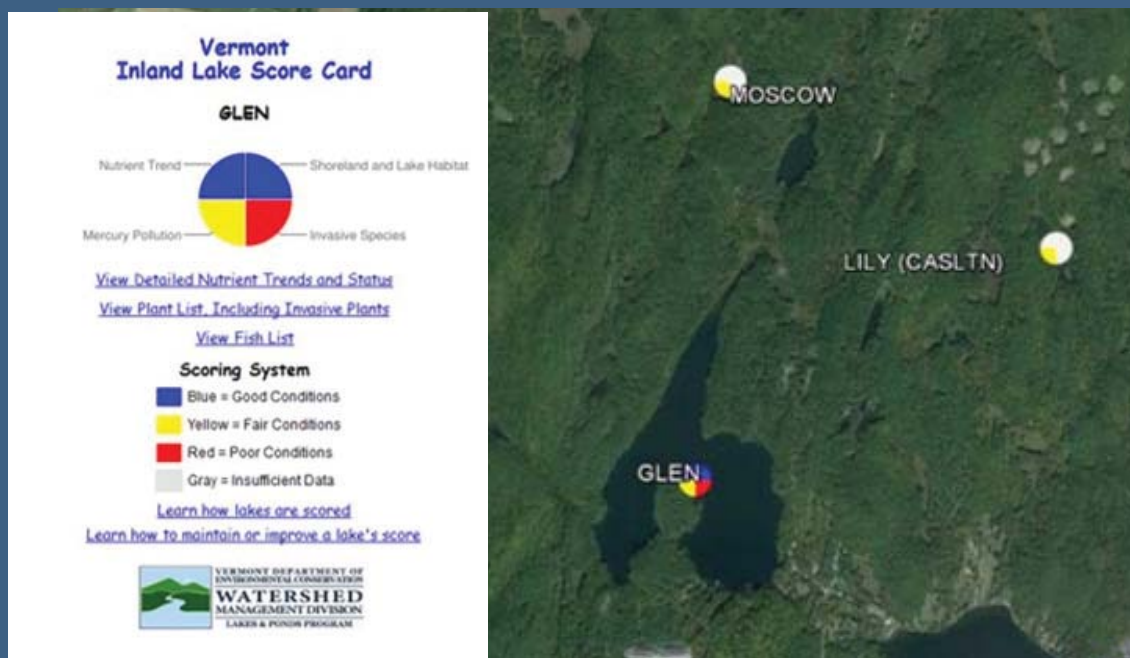 Vermont
Inland Lake Score Card
GLEN
Nutrient Trend
Shoreland and Lake Habitat
Mercury Pollution
Invasive Species
View Detailed Nutrient Trends and Status
View Plant List, Including Invasive Plants
View Fish List
Scoring System
Blue = Good Conditions
Yellow = Fair Conditions
Red = Poor Conditions
Gray = Insufficient Data
Learn how lakes are scored
Learn how to maintain or improve a lake's score
VERMONT DEPARTMENT OF
ENVIRONMENTAL CONSERVATION
WATERSHED
MANAGEMENT DIVISION
LAKES & PONDS PROGRAM
MOSCOW
LILY (CASLTN)
GLEN